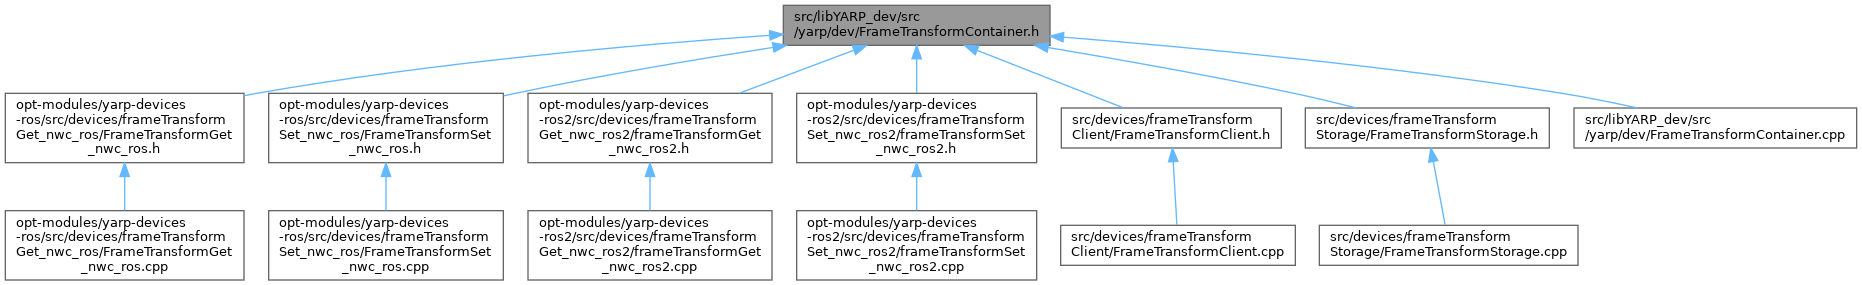 src/libYARP_dev/src
/yarp/dev/FrameTransformContainer.h
opt-modules/yarp-devices
-ros/src/devices/frameTransform
Get_nwc_ros/FrameTransformGet
_nwc_ros.h
opt-modules/yarp-devices
-ros/src/devices/frameTransform
Set_nwc_ros/FrameTransformSet
_nwc_ros.h
opt-modules/yarp-devices
-ros2/src/devices/frameTransform
Get_nwc_ros2/frameTransformGet
_nwc_ros2.h
opt-modules/yarp-devices
-ros2/src/devices/frameTransform
Set_nwc_ros2/frameTransformSet
_nwc_ros2.h
src/devices/frameTransform
Client/FrameTransformClient.h
src/devices/frameTransform
Storage/FrameTransformStorage.h
src/libYARP_dev/src
/yarp/dev/FrameTransformContainer.cpp
opt-modules/yarp-devices
-ros/src/devices/frameTransform
Get_nwc_ros/FrameTransformGet
_nwc_ros.cpp
opt-modules/yarp-devices
-ros/src/devices/frameTransform
Set_nwc_ros/FrameTransformSet
_nwc_ros.cpp
opt-modules/yarp-devices
-ros2/src/devices/frameTransform
Get_nwc_ros2/frameTransformGet
_nwc_ros2.cpp
opt-modules/yarp-devices
-ros2/src/devices/frameTransform
Set_nwc_ros2/frameTransformSet
_nwc_ros2.cpp
src/devices/frameTransform
Client/FrameTransformClient.cpp
src/devices/frameTransform
Storage/FrameTransformStorage.cpp